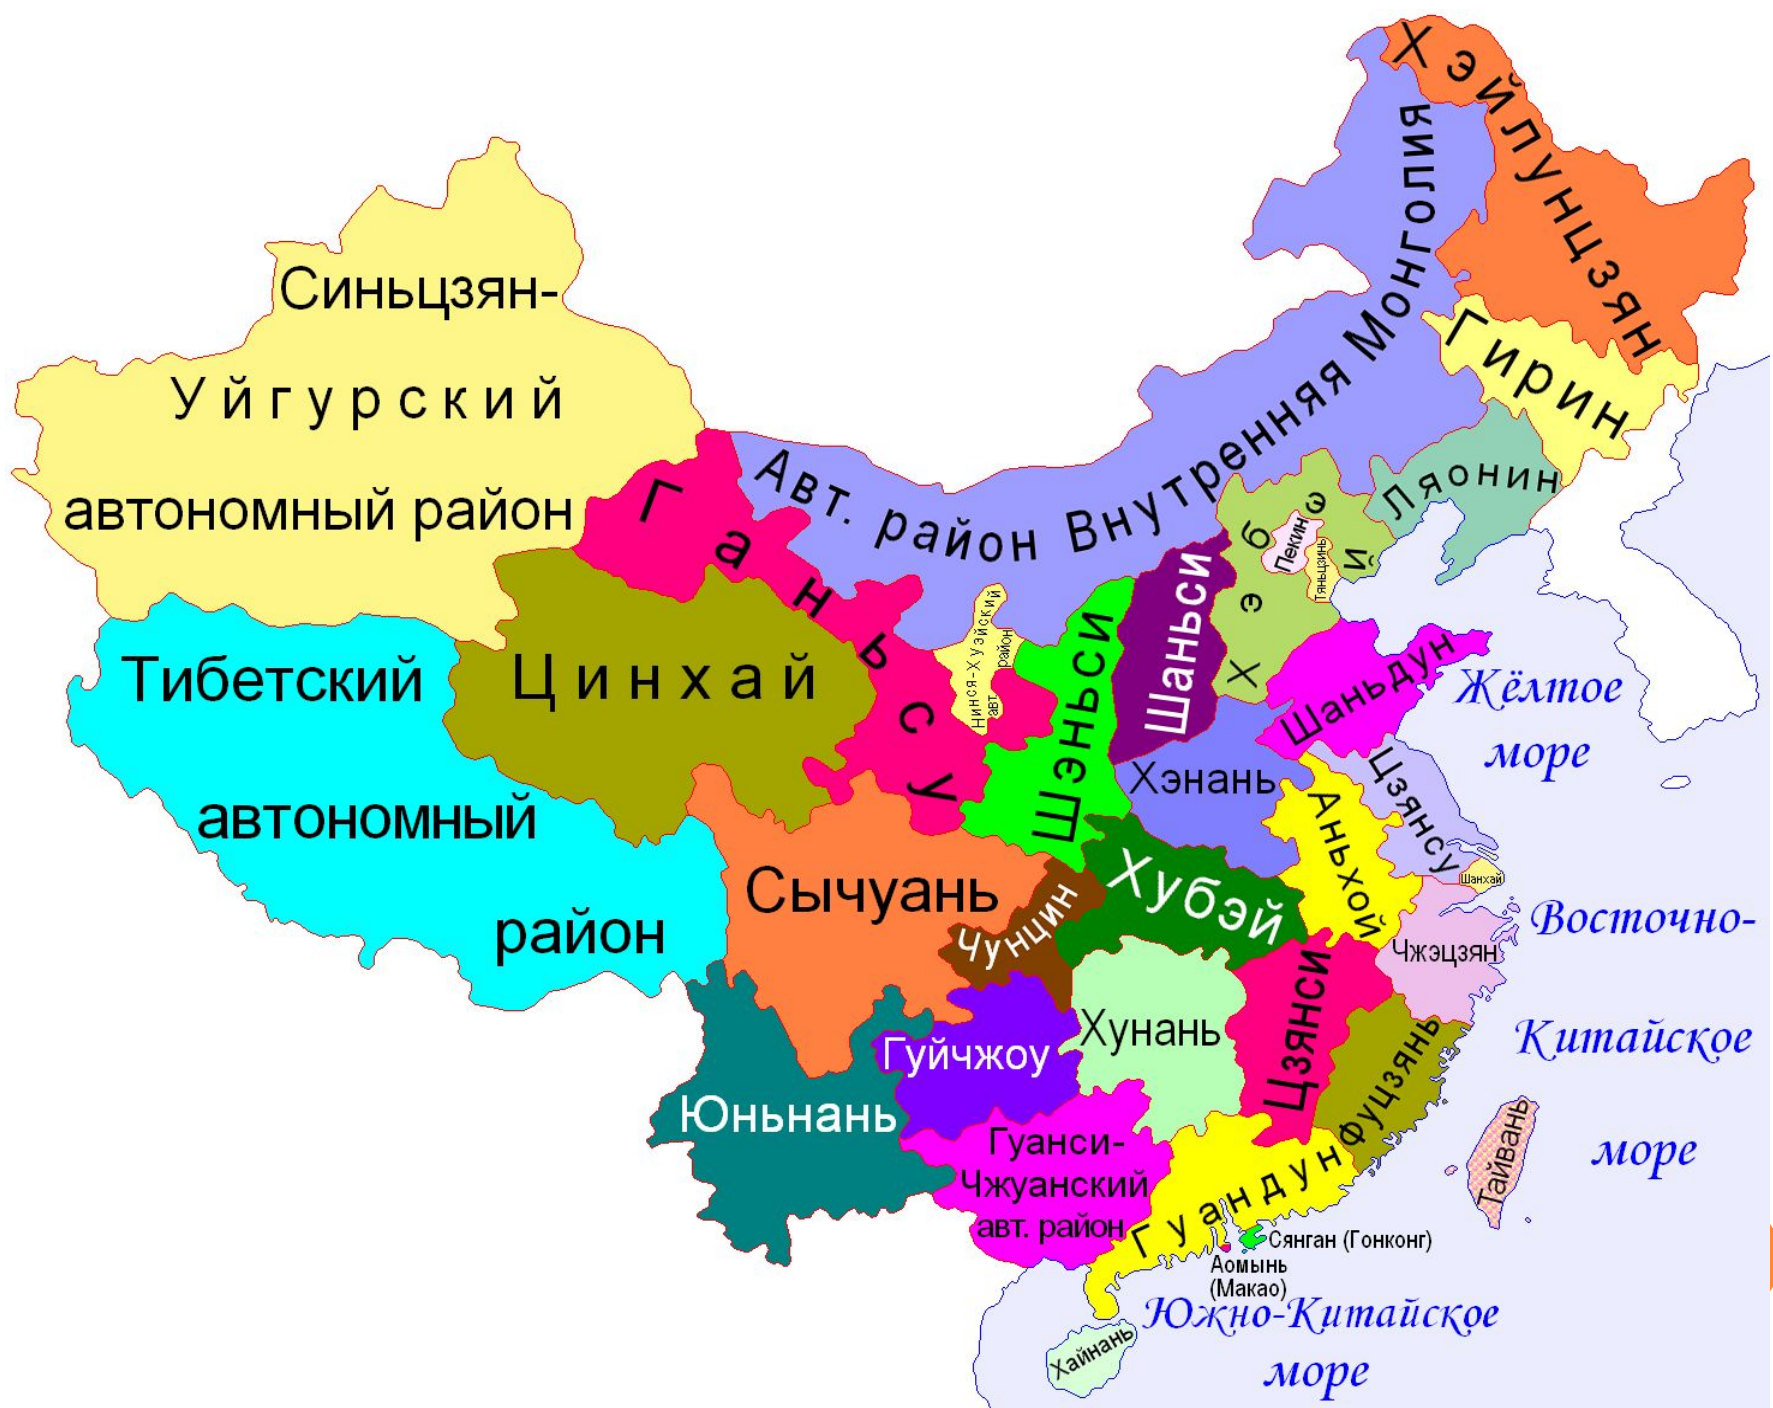 Хэйлунцзян
Гирин
Ляонин
Авт. район Внутренняя Монголия
Синьцзян-
Уйгурский
автономный район
Ганьсу
Цинхай
Тибетский
автономный
район
Нинся-Хуэйский
авт. район
Шэньси
Шаньси
Хэбэй
Пекин
Тяньцзинь
Шаньдун
Жёлтое
море
Хэнань
Цзянсу
Аньхой
Шанхай
Сычуань
Чунцин
Хубэй
Чжэцзян
Восточно-
Китайское
море
Хунань
Цзянси
Фуцзянь
Гуйчжоу
Юньнань
Гуанси-
Чжуанский
авт. район
Гуандун
Тайвань
Сянган (Гонконг)
Аомынь
(Макао)
Южно-Китайское
море
Хайнань